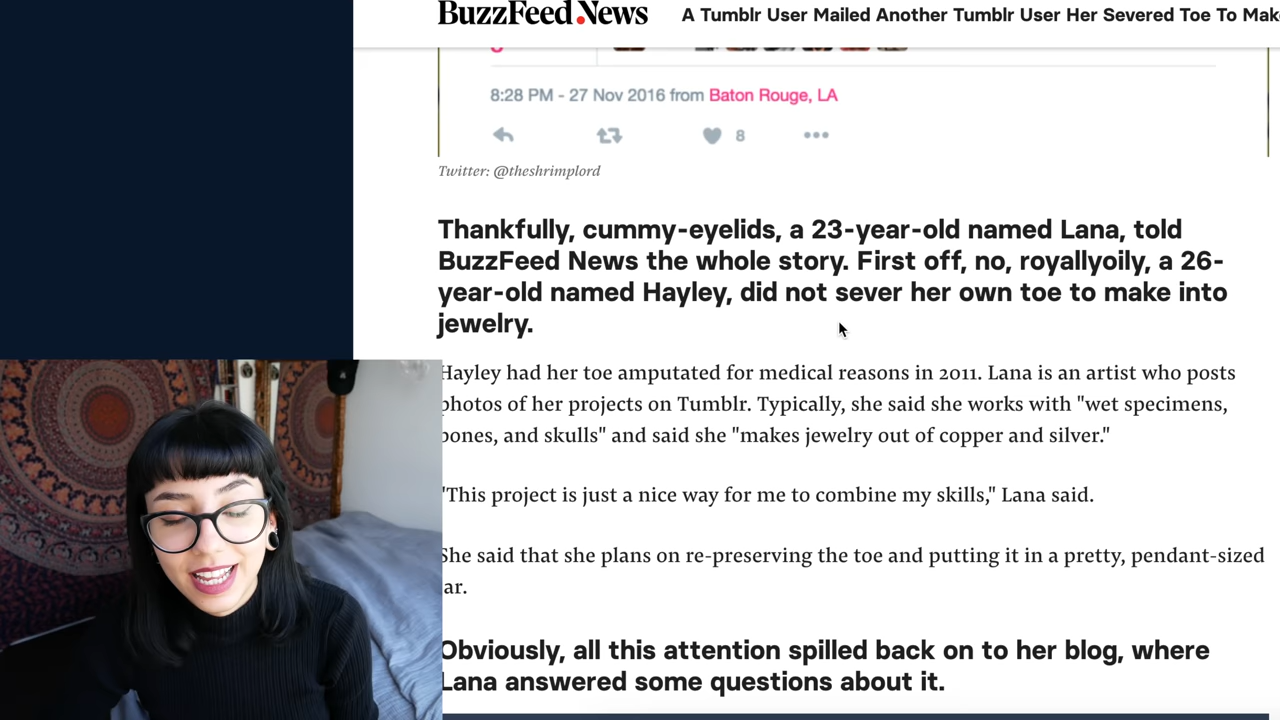 BuzzFeed News A Tumblr User Mailed Another Tumblr User Her Severed Toe To Mak
8:28 PM - 27 Nov 2016 from Baton Rouge, LA
8
Twitter: @theshrimplord
Thankfully, cummy-eyelids, a 23-year-old named Lana, told
BuzzFeed News the whole story. First off, no, royallyoily, a 26-
year-old named Hayley, did not sever her own toe to make into
jewelry.
Hayley had her toe amputated for medical reasons in 2011. Lana is an artist who posts
photos of her projects on Tumblr. Typically, she said she works with "wet specimens,
bones, and skulls" and said she "makes jewelry out of copper and silver."
"This project is just a nice way for me to combine my skills," Lana said.
She said that she plans on re-preserving the toe and putting it in a pretty, pendant-sized
ar.
Obviously, all this attention spilled back on to her blog, where
Lana answered some questions about it.